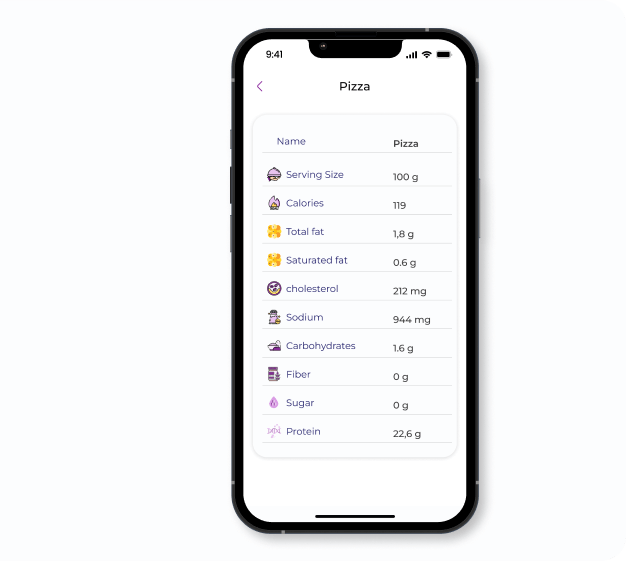 9:41
Pizza
Name Pizza
Serving Size 100 g
Calories 119
Total fat 1,8 g
Saturated fat 0.6 g
cholesterol 212 mg
Sodium 944 mg
Carbohydrates 1.6 g
Fiber 0 g
Sugar 0 g
Protein 22,6 g